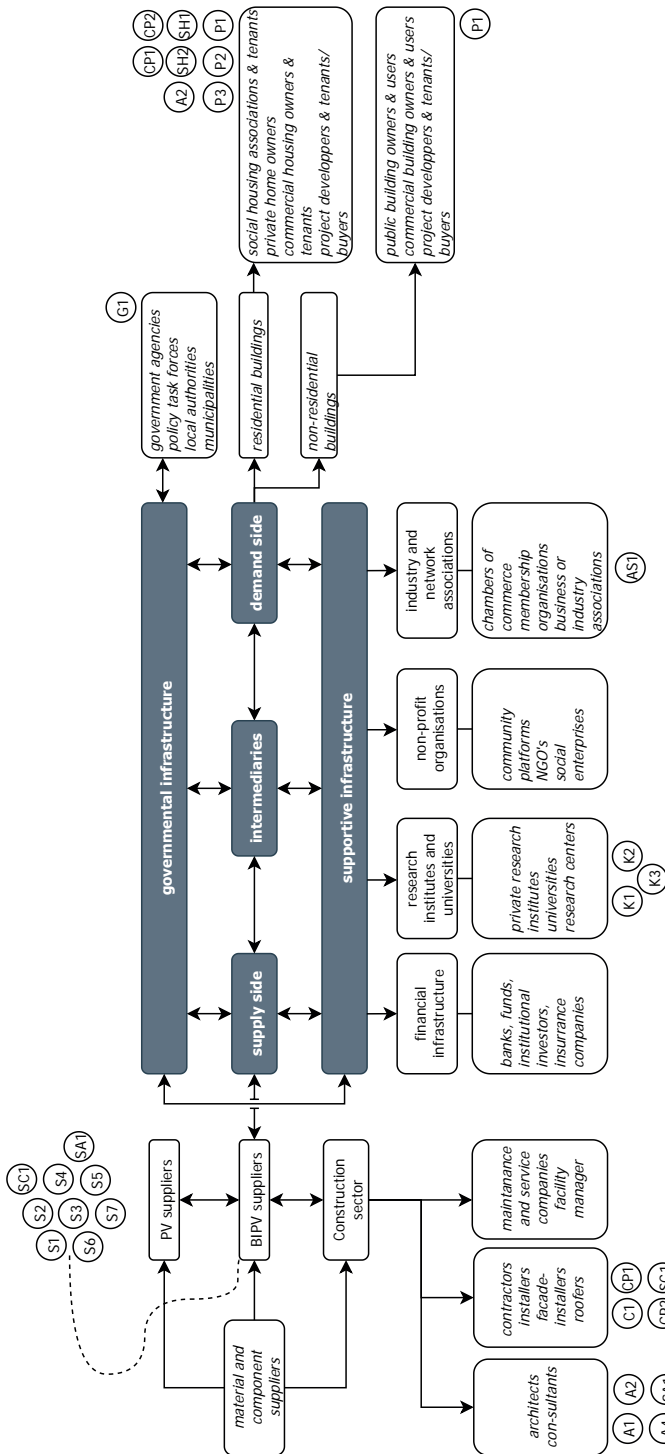 S1
S2
SC1
S6
S3
S4
SA1
S7
S5
material and
component
suppliers
PV suppliers
BIPV suppliers
Construction
sector
architects
con-sultants
A1
A2
contractors
installers
facade-
installers
roofers
C1
CP1
maintanance
and service
companies
facility
manager
governmental infrastructure
supply side
intermediaries
demand side
supportive infrastructure
financial
infrastructure
banks, funds,
institutional
investors,
insurrance
companies
research
institutes and
universities
private research
institutes
universities
research centers
K1
K2
K3
non-profit
organisations
community
platforms
NGO's
social
enterprises
industry and
network
associations
chambers of
commerce
membership
organisations
business or
industry
associations
AS1
G1
government agencies
policy task forces
local authorities
municipalities
residential buildings
non-residential
buildings
CP1
CP2
A2
SH2
SH1
P3
P2
P1
social housing associations & tenants
private home owners
commercial housing owners &
tenants
project developpers & tenants/
buyers
public building owners & users
commercial building owners & users
project developpers & tenants/
buyers
P1